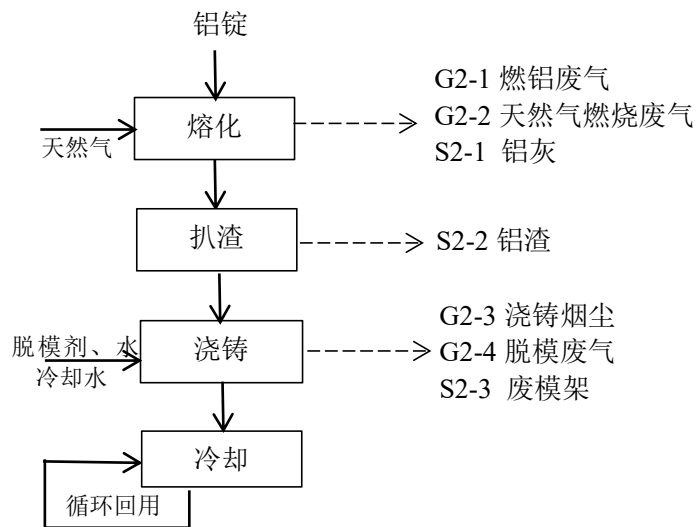 铝锭
G2-1 燃铝废气
熔化
G2-2 天然气燃烧废气
天然气
S2-1 铝灰
扒渣
S2-2 铝渣
G2-3 浇铸烟尘
脱模剂、水
浇铸
G2-4 脱模废气
冷却水
S2-3 废模架
冷却
循环回用